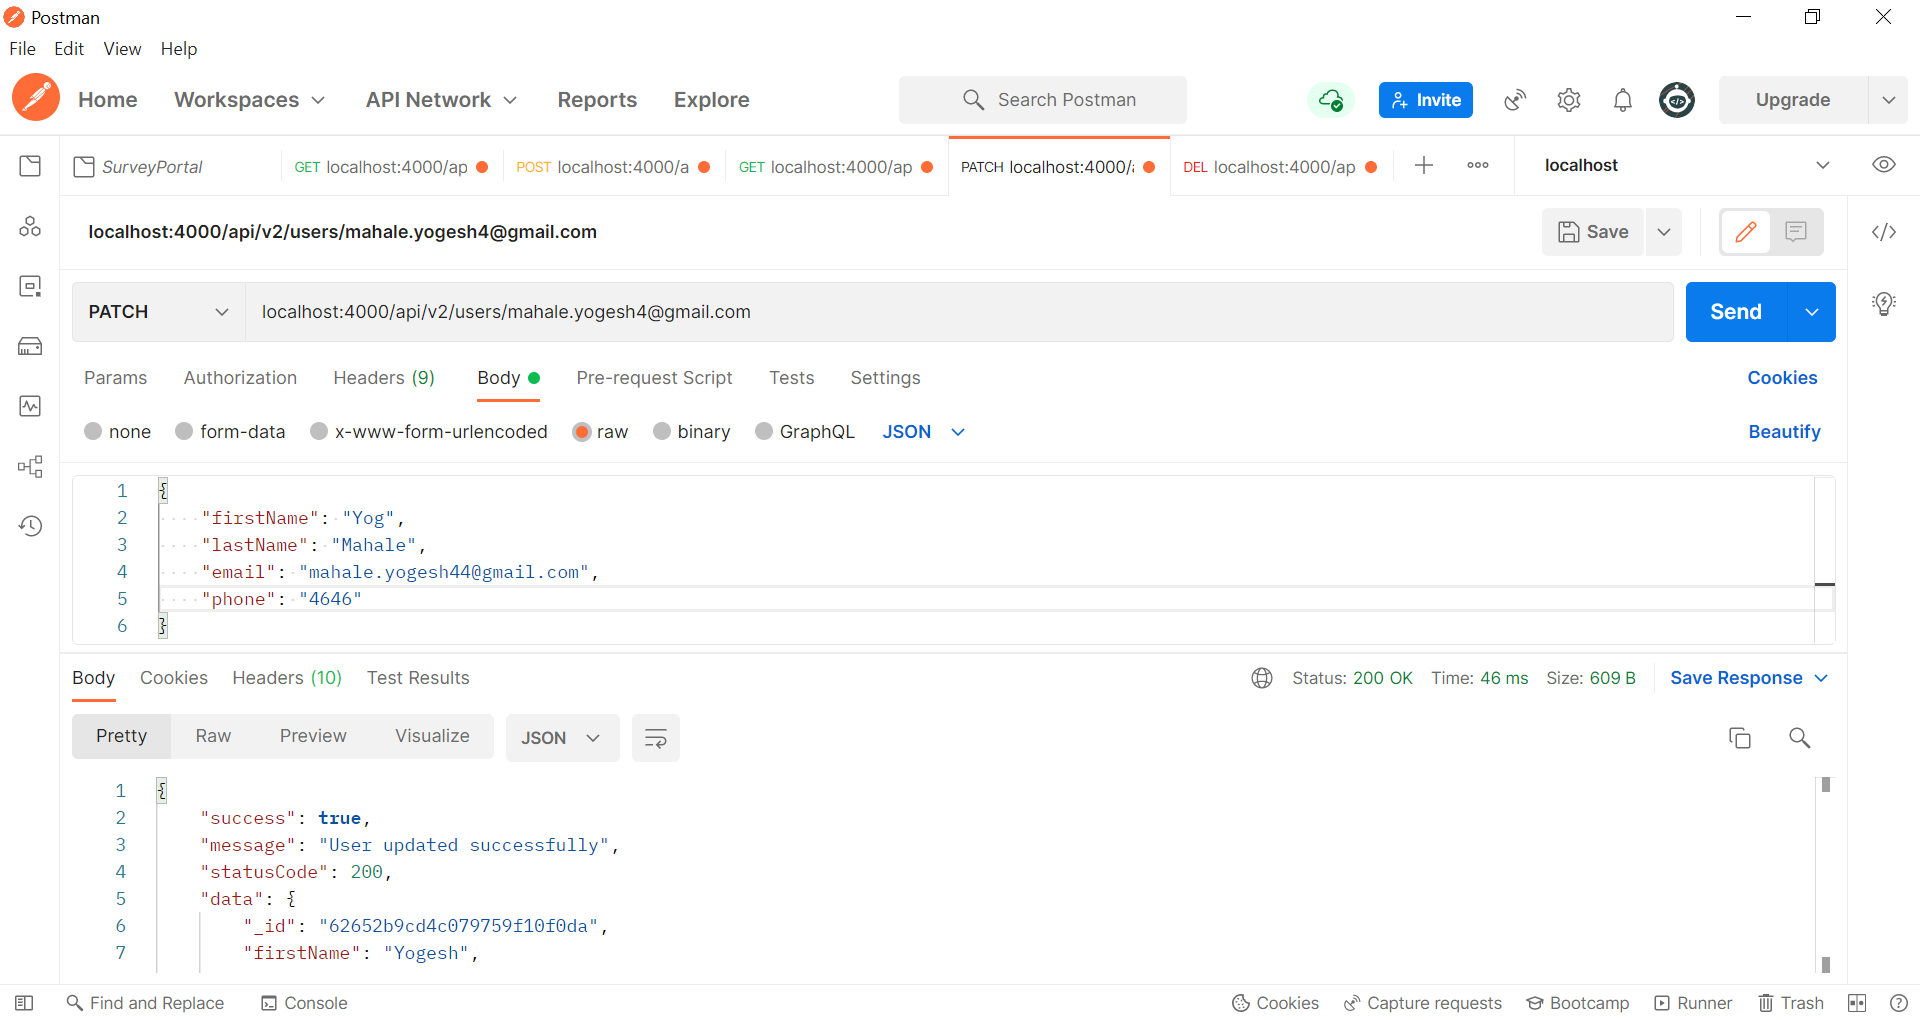 Postman
File Edit View Help
Home Workspaces API Network Reports Explore Search Postman Invite Upgrade
SurveyPortal GET localhost:4000/ap POST localhost:4000/a GET localhost:4000/ap PATCH localhost:4000/ DEL localhost:4000/ap localhost
localhost:4000/api/v2/users/mahale.yogesh4@gmail.com Save
PATCH localhost:4000/api/v2/users/mahale.yogesh4@gmail.com Send
Params Authorization Headers (9) Body Pre-request Script Tests Settings Cookies
none form-data x-www-form-urlencoded raw binary GraphQL JSON Beautify
1 {
2 "firstName": "Yog",
3 "lastName": "Mahale",
4 "email": "mahale.yogesh44@gmail.com",
5 "phone": "4646"
6 }
Body Cookies Headers (10) Test Results Status: 200 OK Time: 46 ms Size: 609 B Save Response
Pretty Raw Preview Visualize JSON
1 {
2 "success": true,
3 "message": "User updated successfully",
4 "statusCode": 200,
5 "data": {
6 "_id": "62652b9cd4c079759f10f0da",
7 "firstName": "Yogesh",
Find and Replace Console Cookies Capture requests Bootcamp Runner Trash